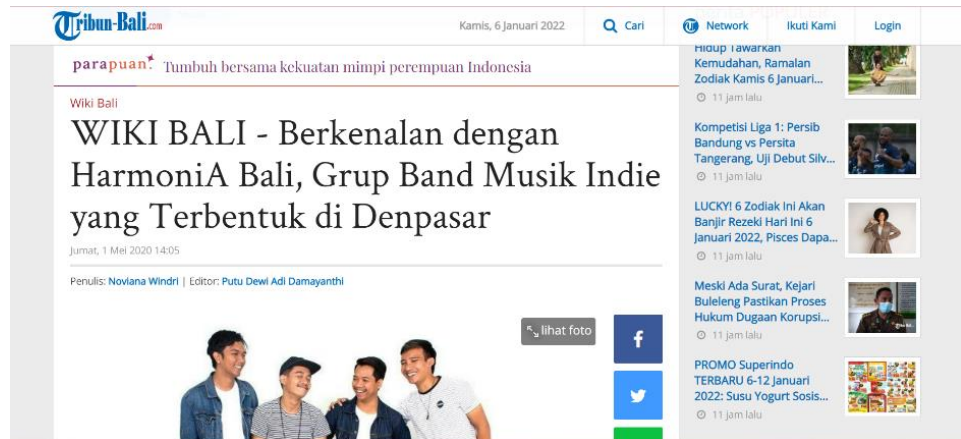 Tribun-Bali.com
Kamis, 6 Januari 2022
Cari
Network
Ikuti Kami
Login
parapuan
Tumbuh bersama kekuatan mimpi perempuan Indonesia
Wiki Bali
WIKI BALI - Berkenalan dengan
HarmoniA Bali, Grup Band Musik Indie
yang Terbentuk di Denpasar
Jumat, 1 Mei 2020 14:05
Penulis: Noviana Windri | Editor: Putu Dewi Adi Damayanthi
lihat foto
f
Hidup Tawarkan
Kemudahan, Ramalan
Zodiak Kamis 6 Januari...
11 jam lalu
Kompetisi Liga 1: Persib
Bandung vs Persita
Tangerang, Uji Debut Silv...
11 jam lalu
LUCKY! 6 Zodiak Ini Akan
Banjir Rezeki Hari Ini 6
Januari 2022, Pisces Dapa...
11 jam lalu
Meski Ada Surat, Kejari
Buleleng Pastikan Proses
Hukum Dugaan Korupsi...
11 jam lalu
PROMO Superindo
TERBARU 6-12 Januari
2022: Susu Yogurt Sosis...
11 jam lalu